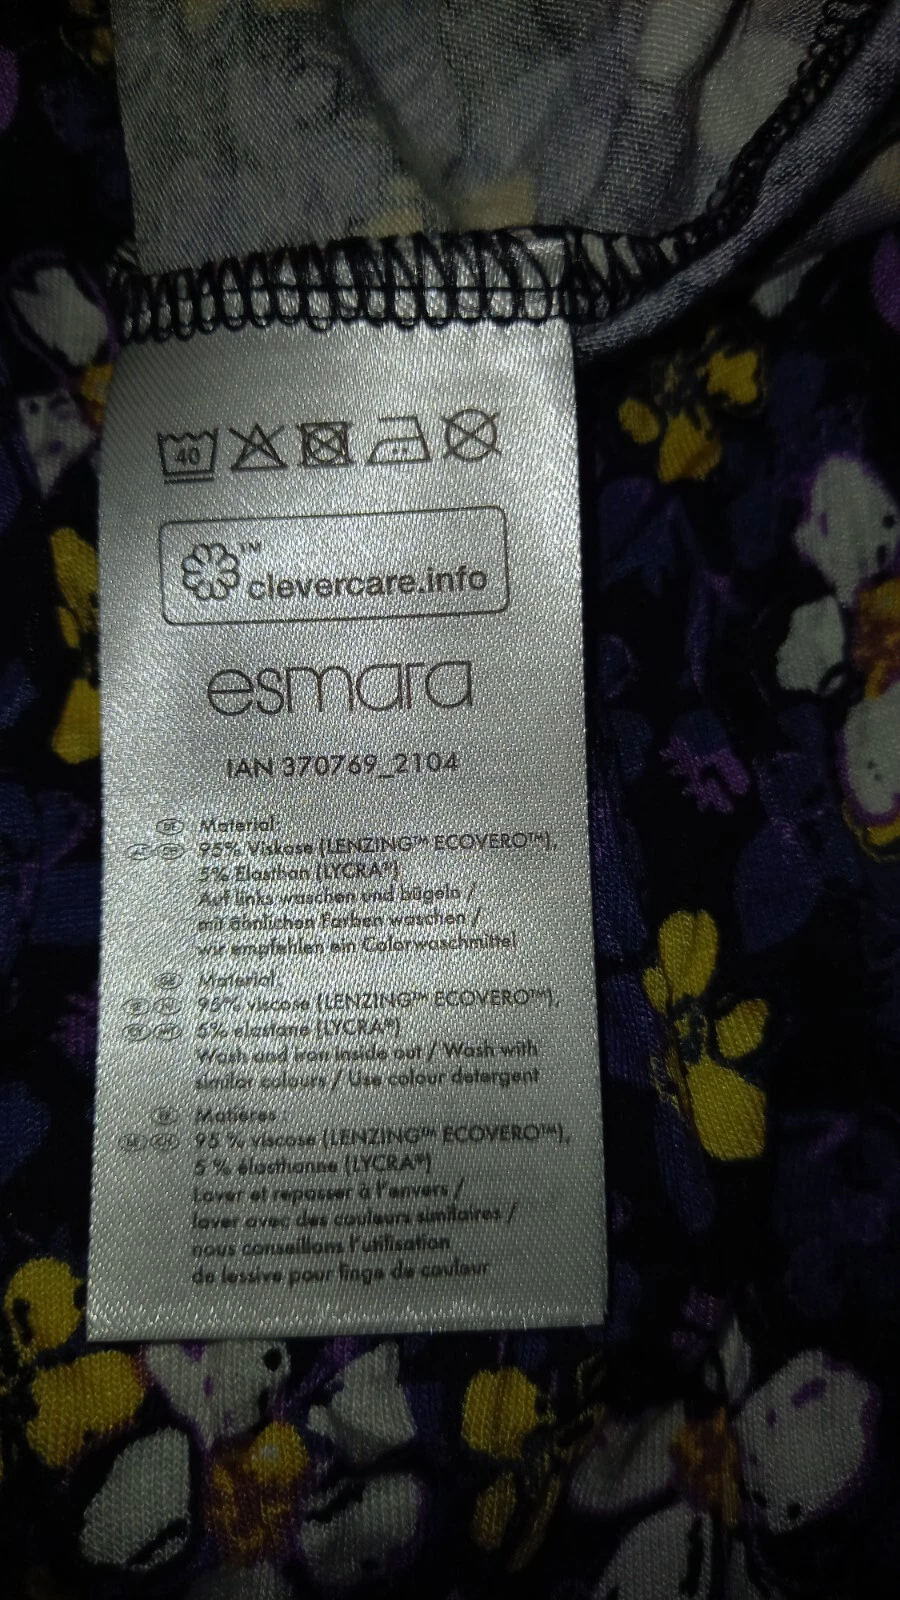 40
™ clevercare.info
esmara
IAN 370769_2104
Material:
95% Viskose (LENZING™ ECOVERO™),
5% Elasthan (LYCRA®)
Auf links waschen und bügeln /
mit ähnlichen Farben waschen /
wir empfehlen ein Colorwaschmittel
Material:
95% viscose (LENZING™ ECOVERO™),
5% elastane (LYCRA®)
Wash and iron inside out / Wash with
similar colours / Use colour detergent
Matières :
95 % viscose (LENZING™ ECOVERO™),
5 % élasthanne (LYCRA®)
Laver et repasser à l'envers /
laver avec des couleurs similaires /
nous conseillons l'utilisation
de lessive pour linge de couleur